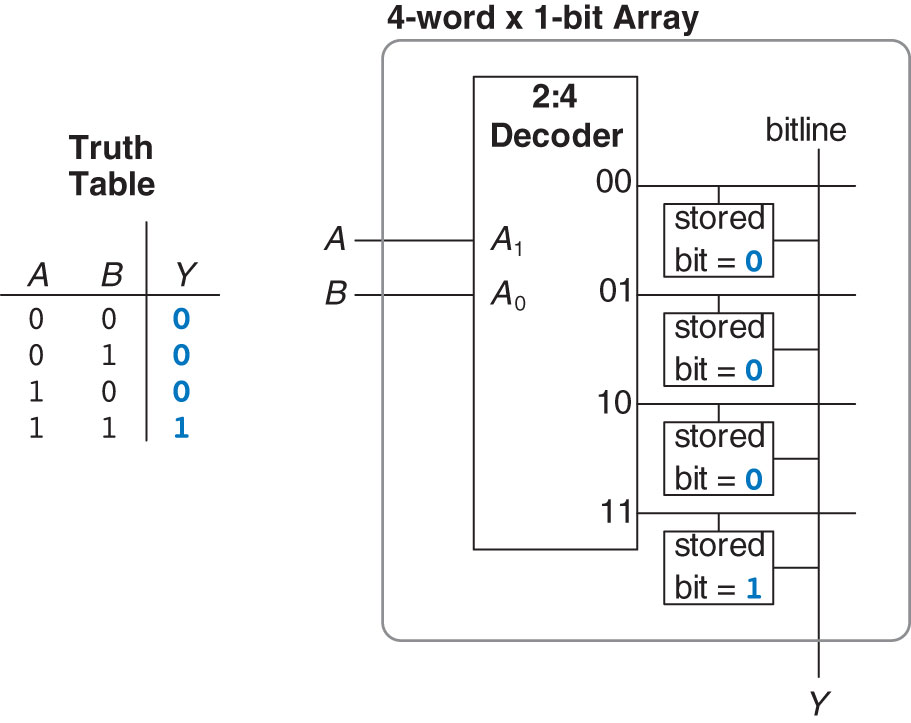 4-word x 1-bit Array
Truth
Table
A B Y
0 0 0
0 1 0
1 0 0
1 1 1
2:4
Decoder
bitline
A
B
A1
A0
00
stored
bit = 0
01
stored
bit = 0
10
stored
bit = 0
11
stored
bit = 1
Y